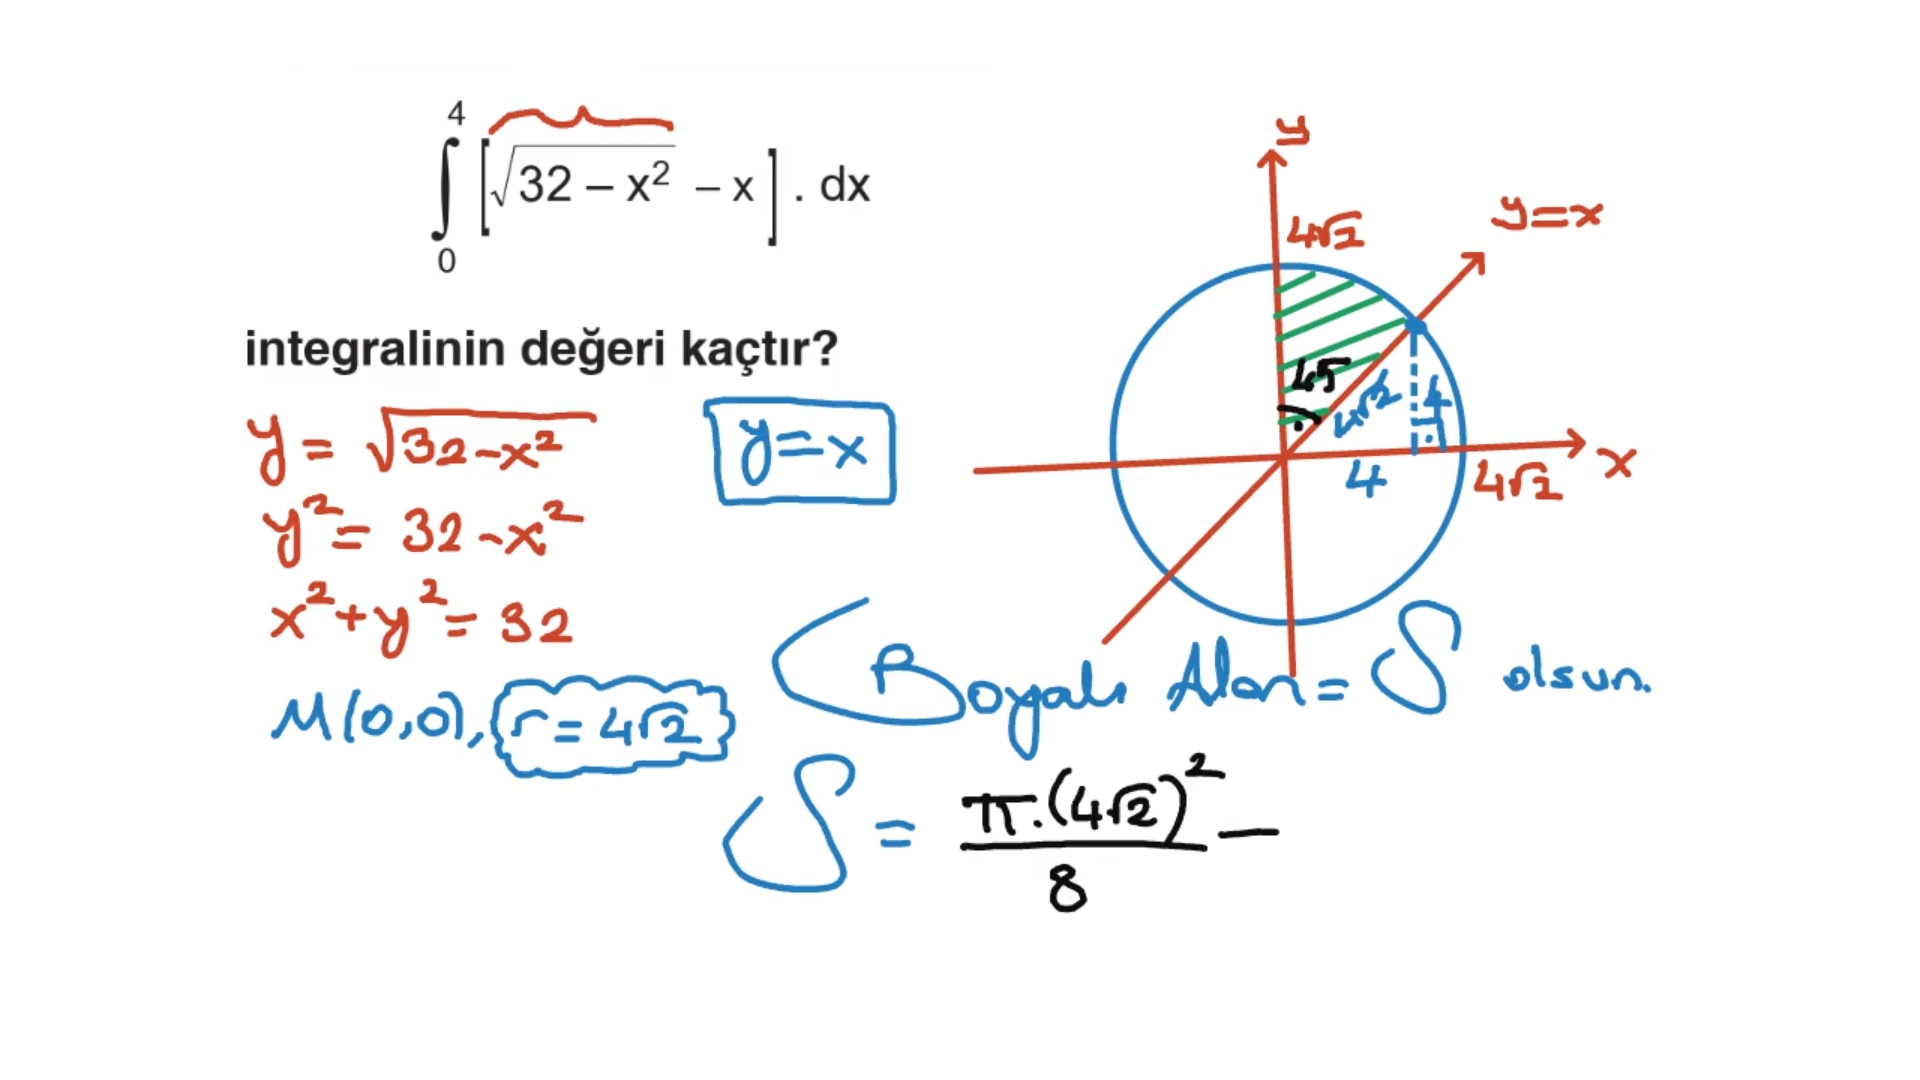 ∫₀⁴ [√(32 – x²) – x] . dx
integralinin değeri kaçtır?
y = √(32-x²)
y=x
y² = 32-x²
x²+y² = 32
M(0,0), r = 4√2
y
4√2
y=x
45
4√2
4
4
4√2
x
Boyalı Alan = S olsun.
S = π.(4√2)² / 8 —